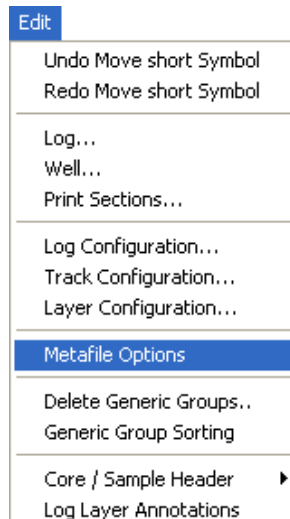 Edit
Undo Move short Symbol
Redo Move short Symbol
Log...
Well...
Print Sections...
Log Configuration...
Track Configuration...
Layer Configuration...
Metafile Options
Delete Generic Groups..
Generic Group Sorting
Core / Sample Header
Log Layer Annotations